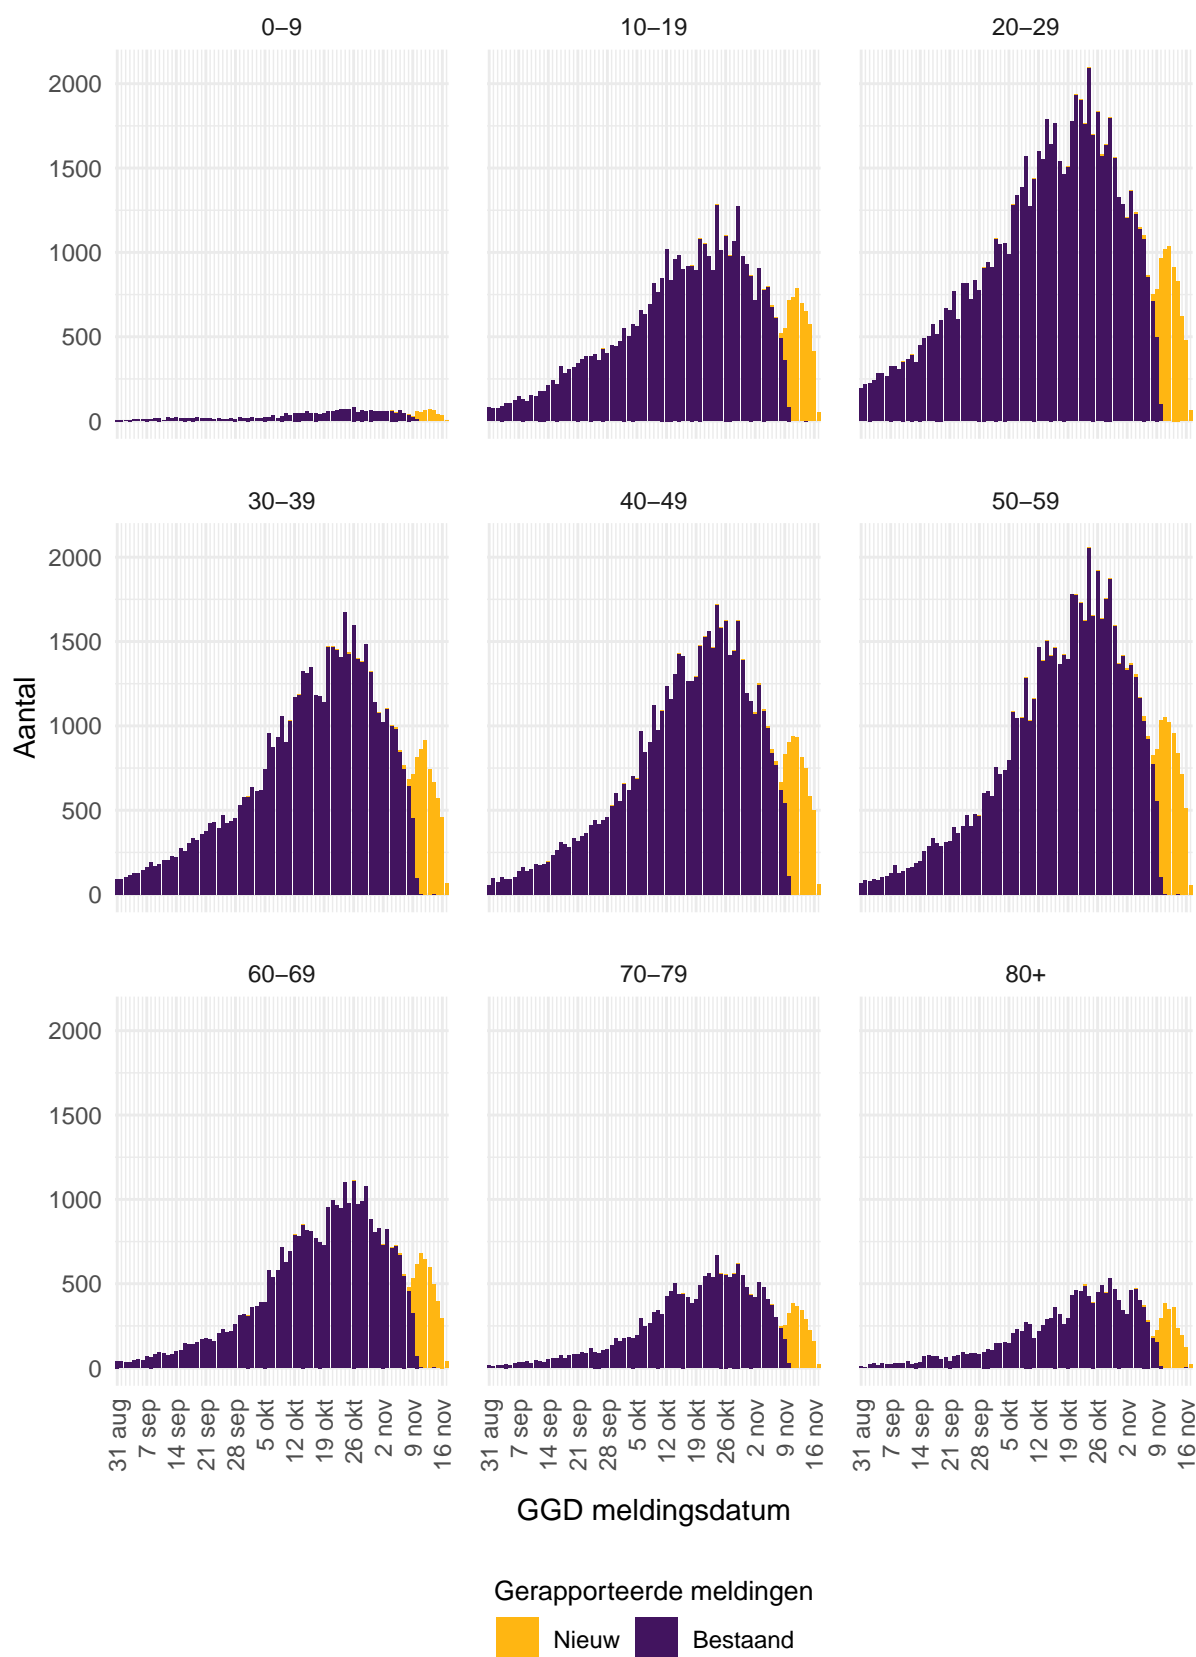 0–9 10–19 20–29
2000
1500
1000
500
0
30–39 40–49 50–59
2000
1500
1000
500
0
Aantal
60–69 70–79 80+
2000
1500
1000
500
0
31 aug 7 sep 14 sep 21 sep 28 sep 5 okt 12 okt 19 okt 26 okt 2 nov 9 nov 16 nov
31 aug 7 sep 14 sep 21 sep 28 sep 5 okt 12 okt 19 okt 26 okt 2 nov 9 nov 16 nov
31 aug 7 sep 14 sep 21 sep 28 sep 5 okt 12 okt 19 okt 26 okt 2 nov 9 nov 16 nov
GGD meldingsdatum
Gerapporteerde meldingen
Nieuw Bestaand